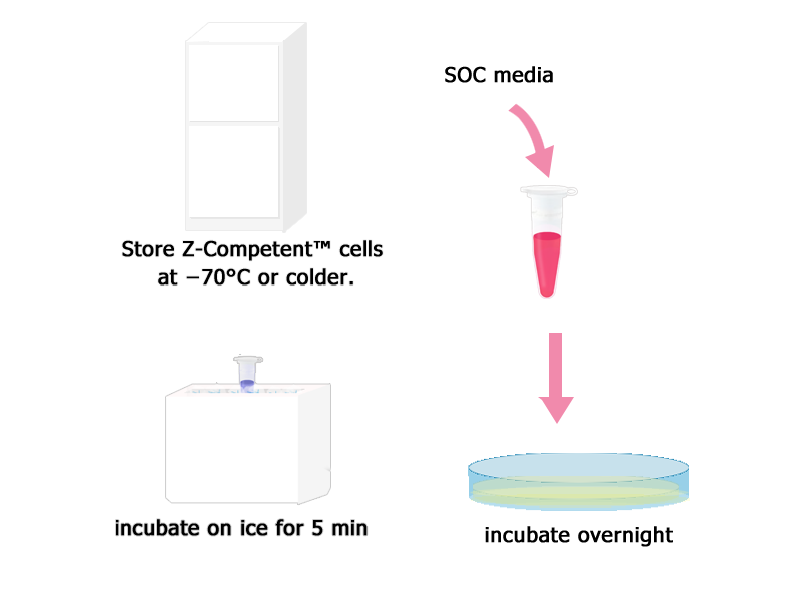 Store Z-Competent™ cells
at −70°C or colder.
incubate on ice for 5 min
SOC media
incubate overnight